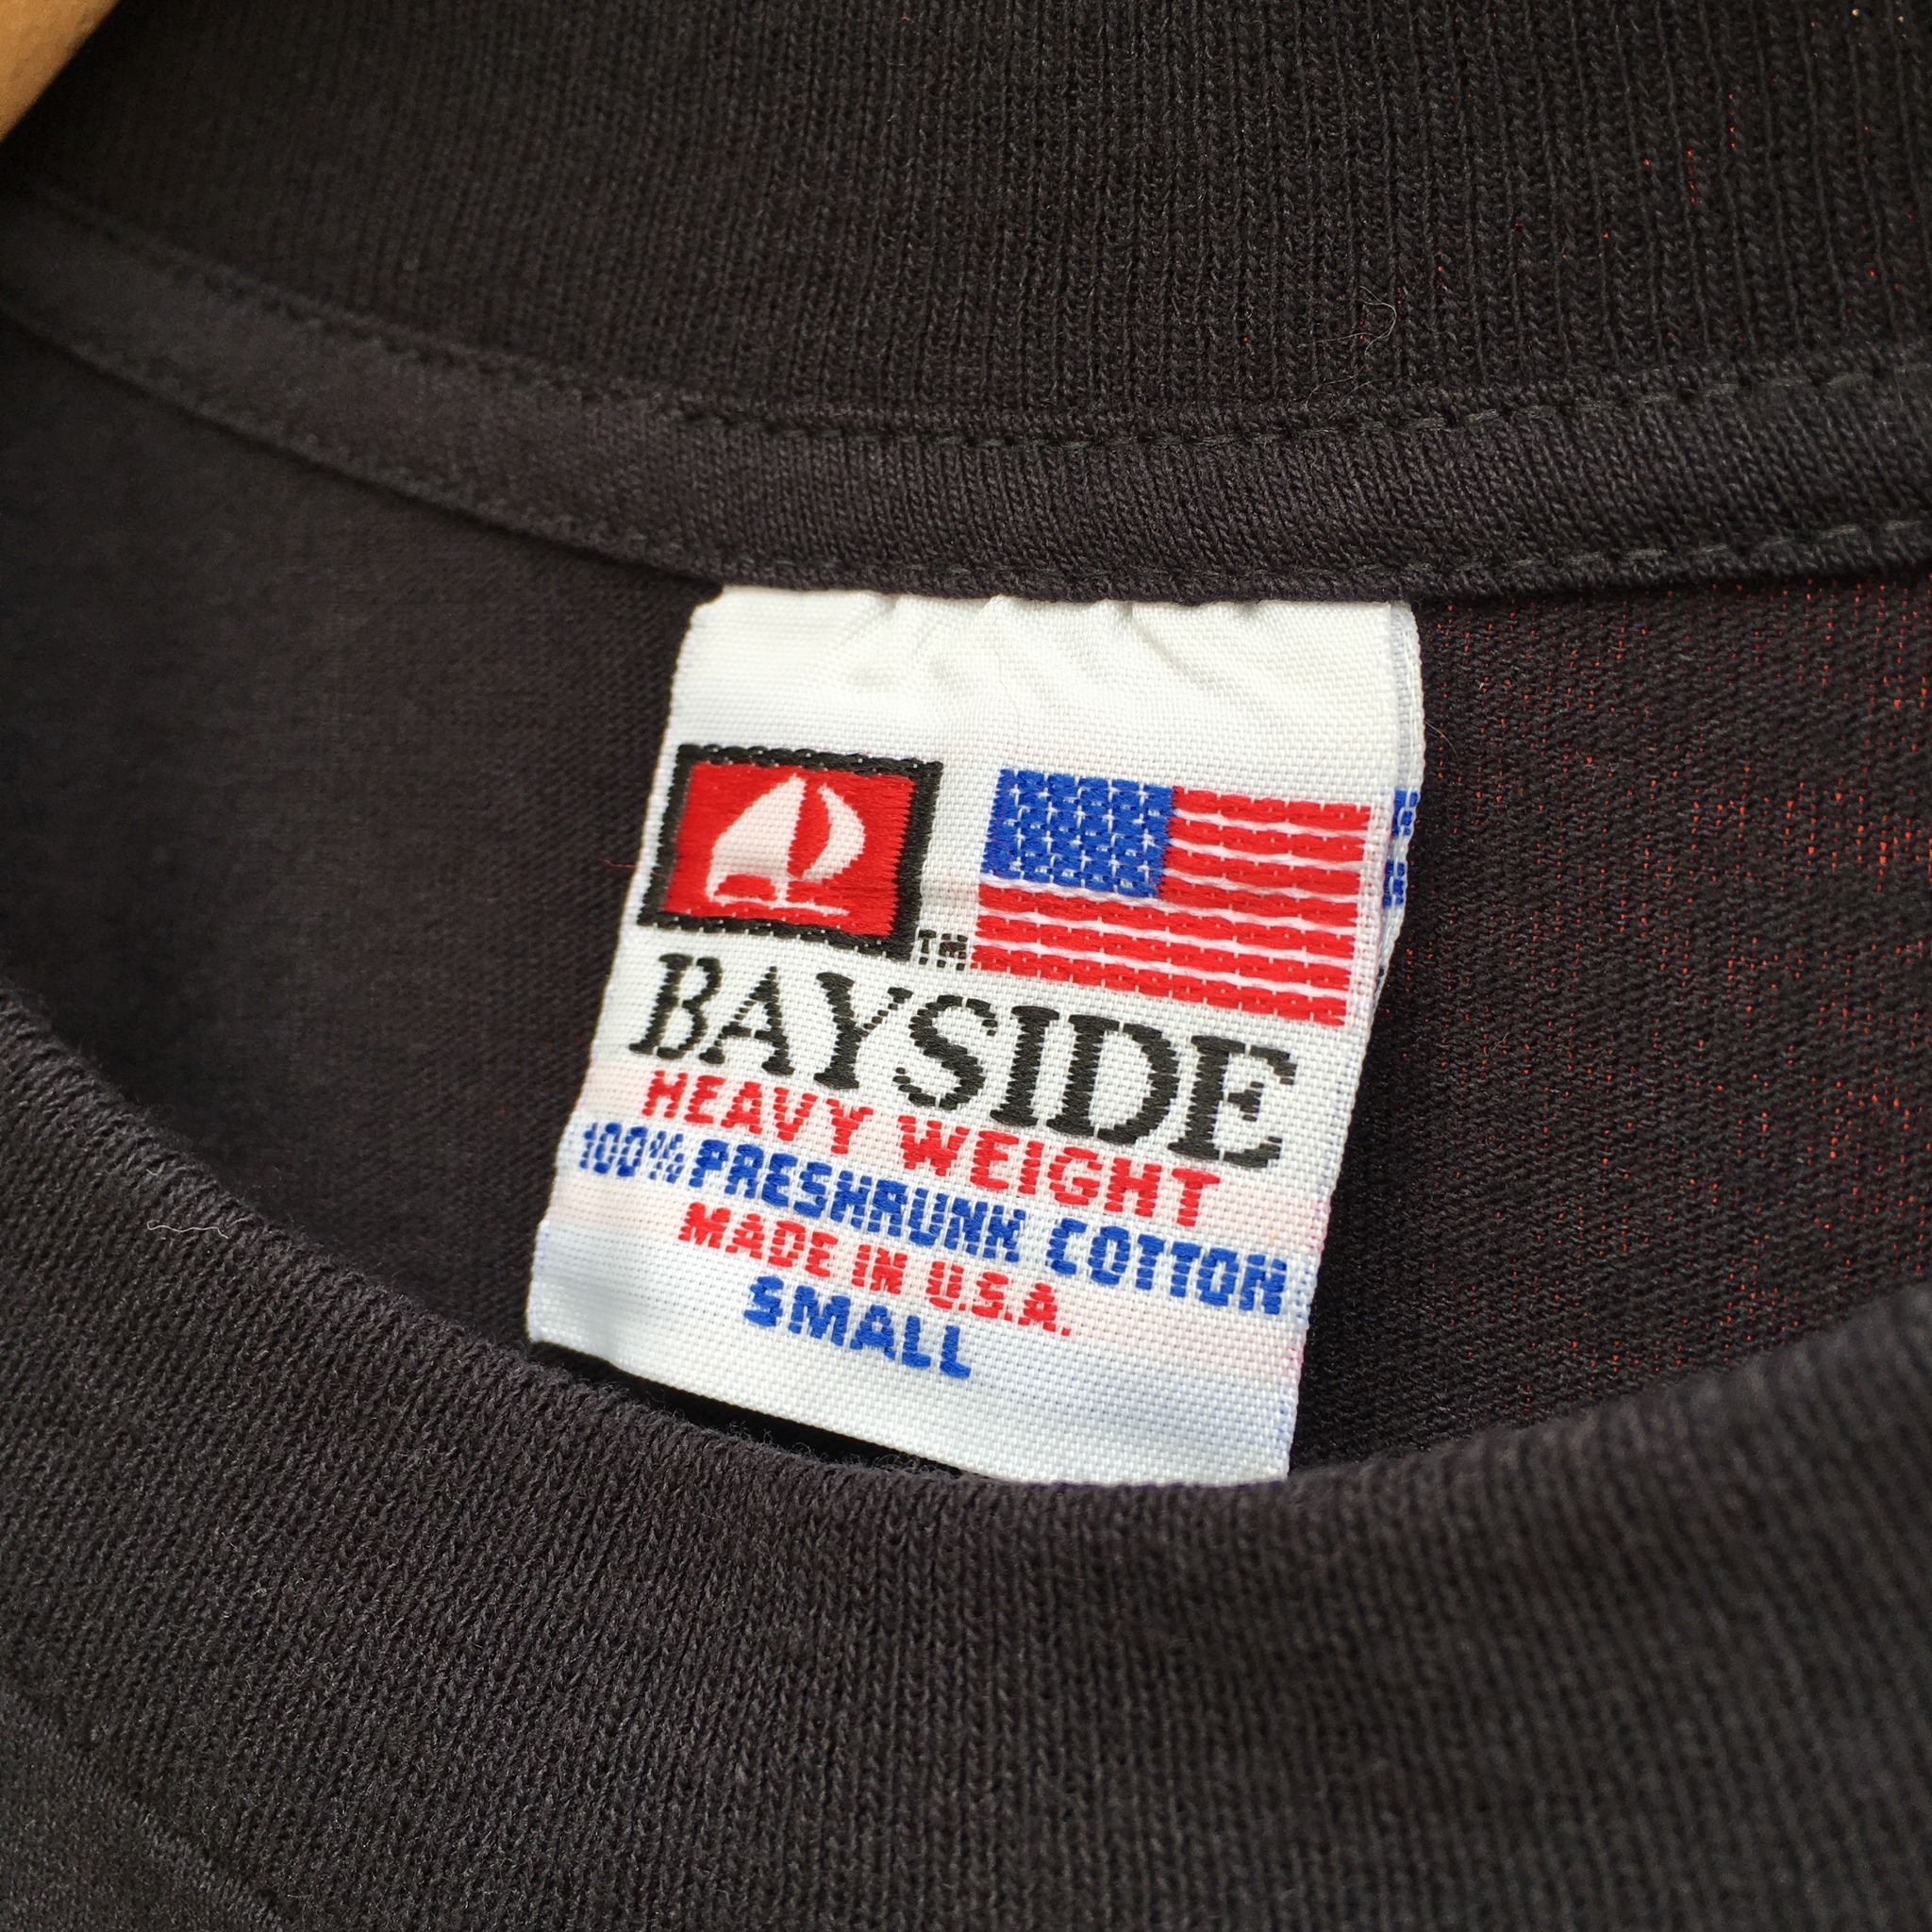 TM
BAYSIDE
HEAVY WEIGHT
100% PRESHRUNK COTTON
MADE IN U.S.A.
SMALL